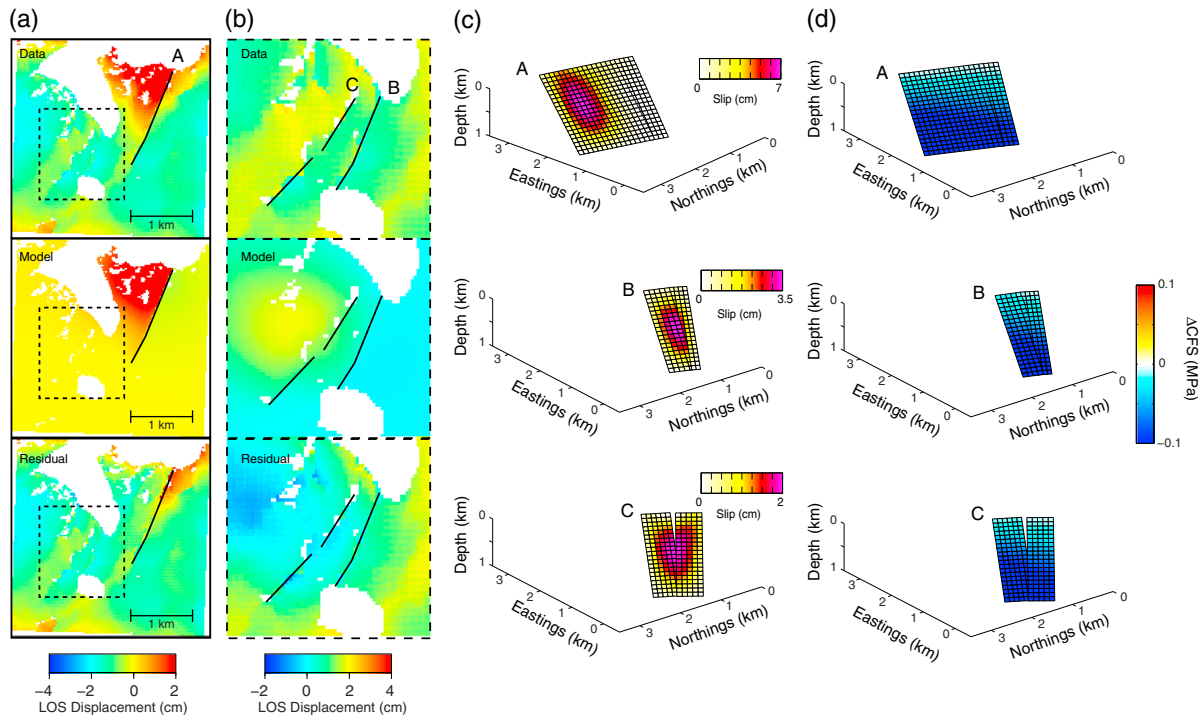 (a)
Data
A
1 km
Model
1 km
Residual
1 km
−4 −2 0 2
LOS Displacement (cm)
(b)
Data
C B
Model
Residual
−2 0 2 4
LOS Displacement (cm)
(c)
A
0 7
Slip (cm)
0
1
Depth (km)
3 2 1 0
Eastings (km)
3 2 1 0
Northings (km)
B
0 3.5
Slip (cm)
0
1
Depth (km)
3 2 1 0
Eastings (km)
3 2 1 0
Northings (km)
C
0 2
Slip (cm)
0
1
Depth (km)
3 2 1 0
Eastings (km)
3 2 1 0
Northings (km)
(d)
A
0
1
Depth (km)
3 2 1 0
Eastings (km)
3 2 1 0
Northings (km)
B
0
1
Depth (km)
3 2 1 0
Eastings (km)
3 2 1 0
Northings (km)
C
0
1
Depth (km)
3 2 1 0
Eastings (km)
3 2 1 0
Northings (km)
0.1
0
−0.1
ΔCFS (MPa)